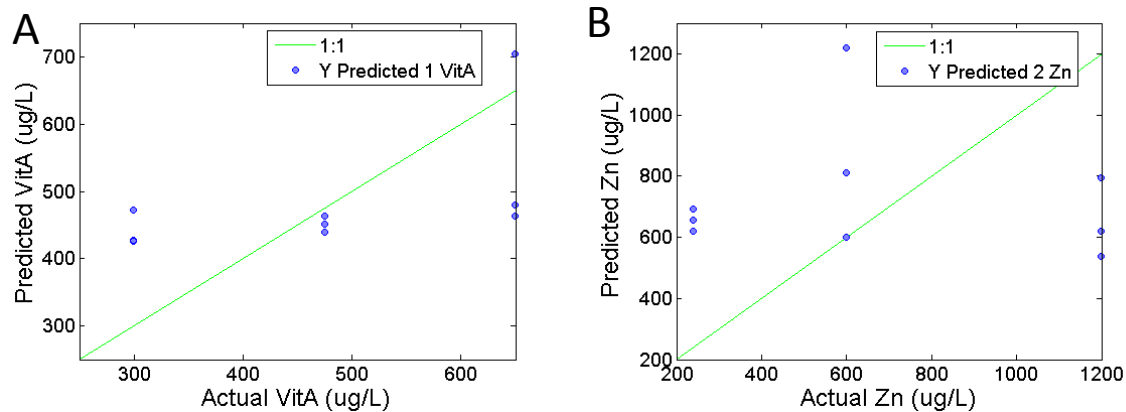 A
700
600
500
400
300
Predicted VitA (ug/L)
1:1
Y Predicted 1 VitA
300
400
500
600
Actual VitA (ug/L)
B
1200
1000
800
600
400
200
Predicted Zn (ug/L)
1:1
Y Predicted 2 Zn
200
400
600
800
1000
1200
Actual Zn (ug/L)